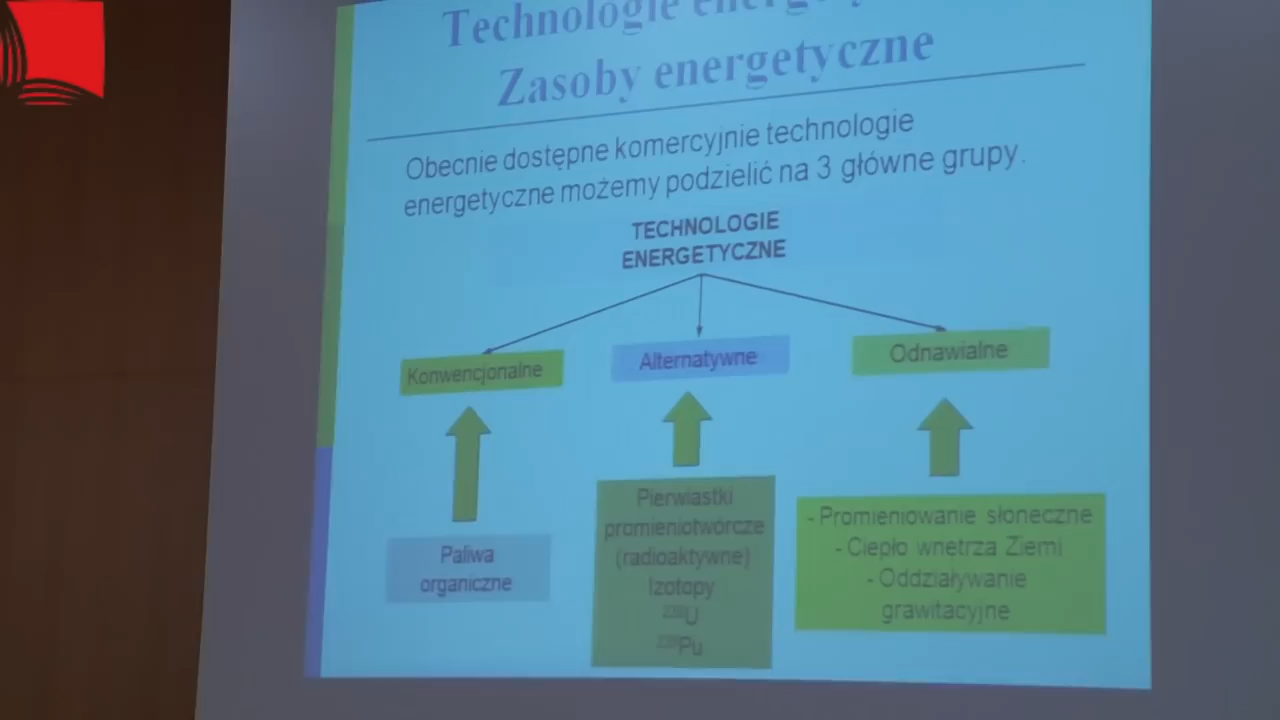 Technologie
Zasoby energetyczne
Obecnie dostępne komercyjnie technologie
energetyczne możemy podzielić na 3 główne grupy.
TECHNOLOGIE
ENERGETYCZNE
Konwencjonalne
Alternatywne
Odnawialne
Paliwa
organiczne
Pierwiastki
promieniotwórcze
(radioaktywne)
Izotopy
U
Pu
- Promieniowanie słoneczne
- Ciepło wnętrza Ziemi
- Oddziaływanie
grawitacyjne